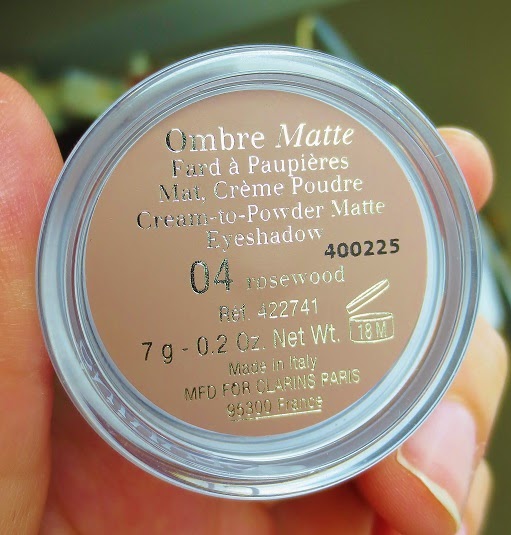 Ombre Matte
Fard à Paupières
Mat, Crème Poudre
Cream-to-Powder Matte
Eyeshadow
400225
04 rosewood
Réf. 422741
7 g - 0.2 Oz. Net Wt. 18 M
Made in Italy
MFD FOR CLARINS PARIS
95300 France